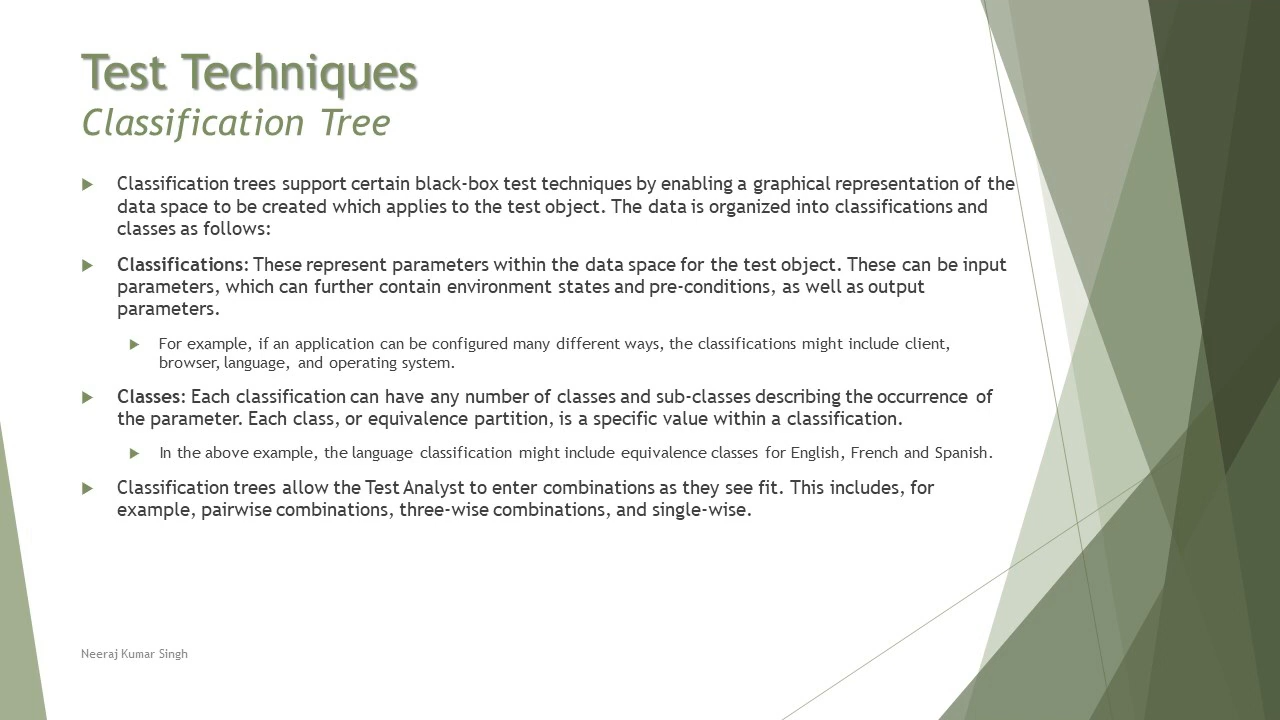 Test Techniques
Classification Tree
Classification trees support certain black-box test techniques by enabling a graphical representation of the
data space to be created which applies to the test object. The data is organized into classifications and
classes as follows:
Classifications: These represent parameters within the data space for the test object. These can be input
parameters, which can further contain environment states and pre-conditions, as well as output
parameters.
For example, if an application can be configured many different ways, the classifications might include client,
browser, language, and operating system.
Classes: Each classification can have any number of classes and sub-classes describing the occurrence of
the parameter. Each class, or equivalence partition, is a specific value within a classification.
In the above example, the language classification might include equivalence classes for English, French and Spanish.
Classification trees allow the Test Analyst to enter combinations as they see fit. This includes, for
example, pairwise combinations, three-wise combinations, and single-wise.
Neeraj Kumar Singh